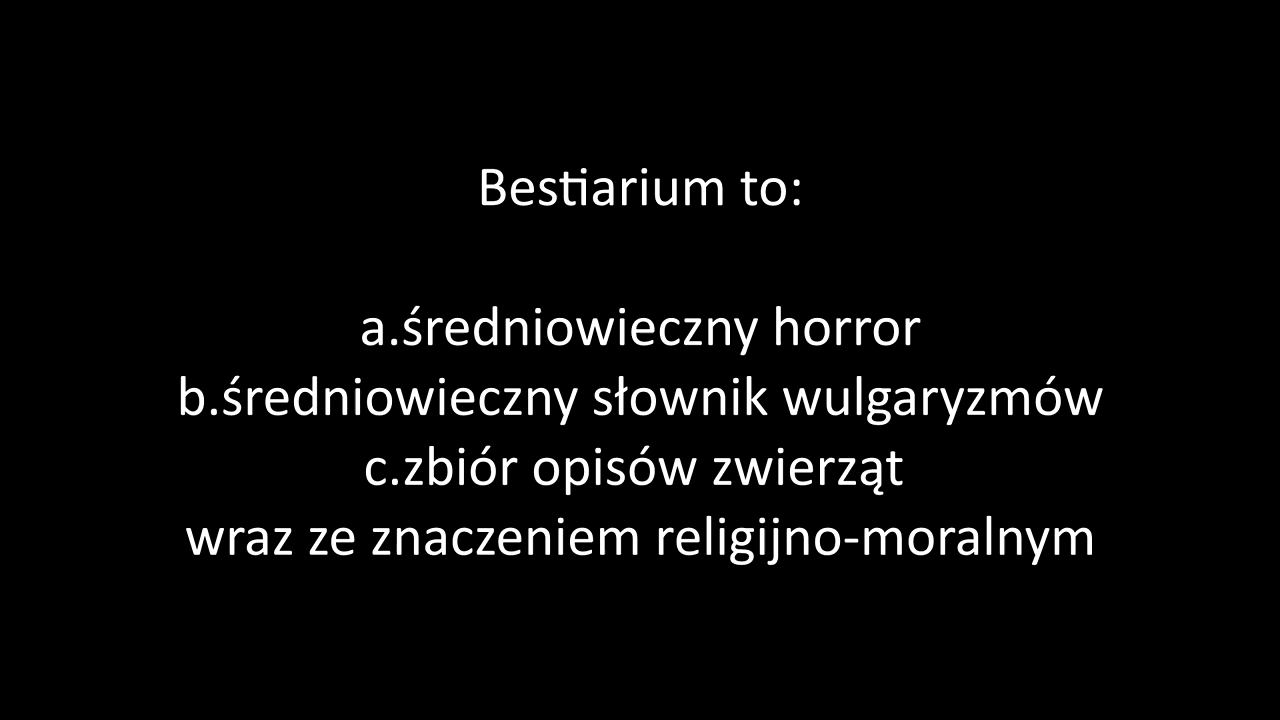 Bestiarium to:
a.średniowieczny horror
b.średniowieczny słownik wulgaryzmów
c.zbiór opisów zwierząt
wraz ze znaczeniem religijno-moralnym